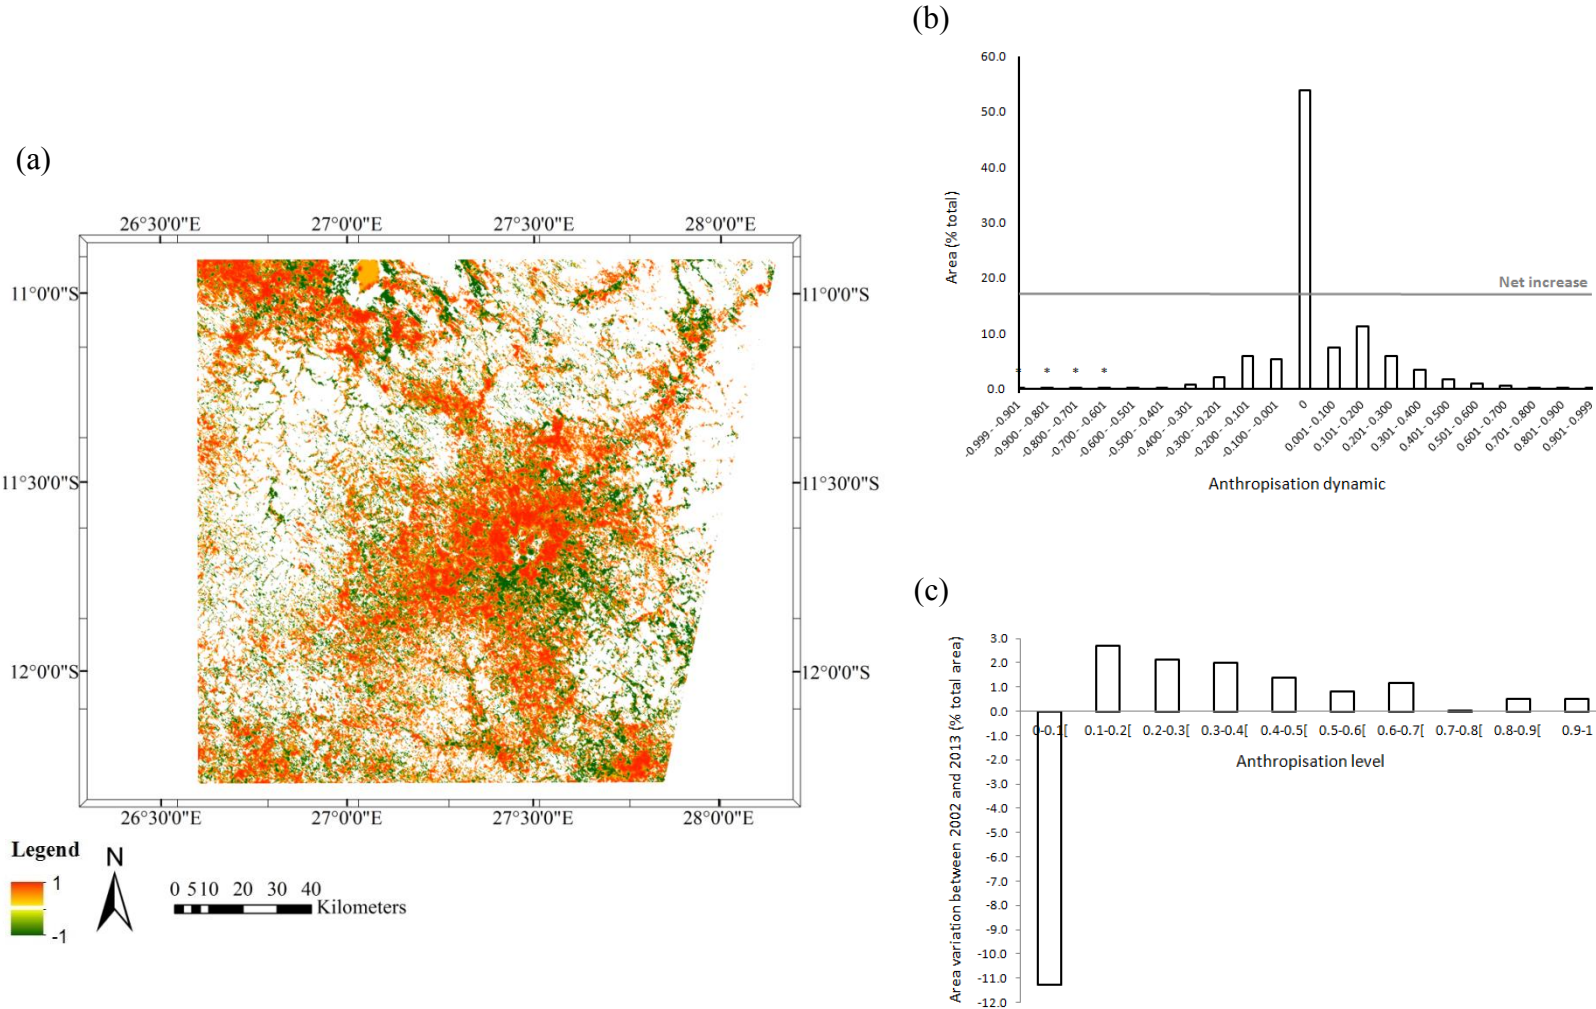 (a)
26°30'0"E 27°0'0"E 27°30'0"E 28°0'0"E
11°0'0"S 11°0'0"S
11°30'0"S 11°30'0"S
12°0'0"S 12°0'0"S
26°30'0"E 27°0'0"E 27°30'0"E 28°0'0"E
Legend
1
-1
N
0 5 10 20 30 40
Kilometers
(b)
Area (% total)
60.0
50.0
40.0
30.0
20.0
10.0
0.0
Net increase
* * * *
-0.999 - -0.901
-0.900 - -0.801
-0.800 - -0.701
-0.700 - -0.601
-0.600 - -0.501
-0.500 - -0.401
-0.400 - -0.301
-0.300 - -0.201
-0.200 - -0.101
-0.100 - -0.001
0
0.001 - 0.100
0.101 - 0.200
0.201 - 0.300
0.301 - 0.400
0.401 - 0.500
0.501 - 0.600
0.601 - 0.700
0.701 - 0.800
0.801 - 0.900
0.901 - 0.999
Anthropisation dynamic
(c)
Area variation between 2002 and 2013 (% total area)
3.0
2.0
1.0
0.0
-1.0
-2.0
-3.0
-4.0
-5.0
-6.0
-7.0
-8.0
-9.0
-10.0
-11.0
-12.0
0-0.1[ 0.1-0.2[ 0.2-0.3[ 0.3-0.4[ 0.4-0.5[ 0.5-0.6[ 0.6-0.7[ 0.7-0.8[ 0.8-0.9[ 0.9-1
Anthropisation level